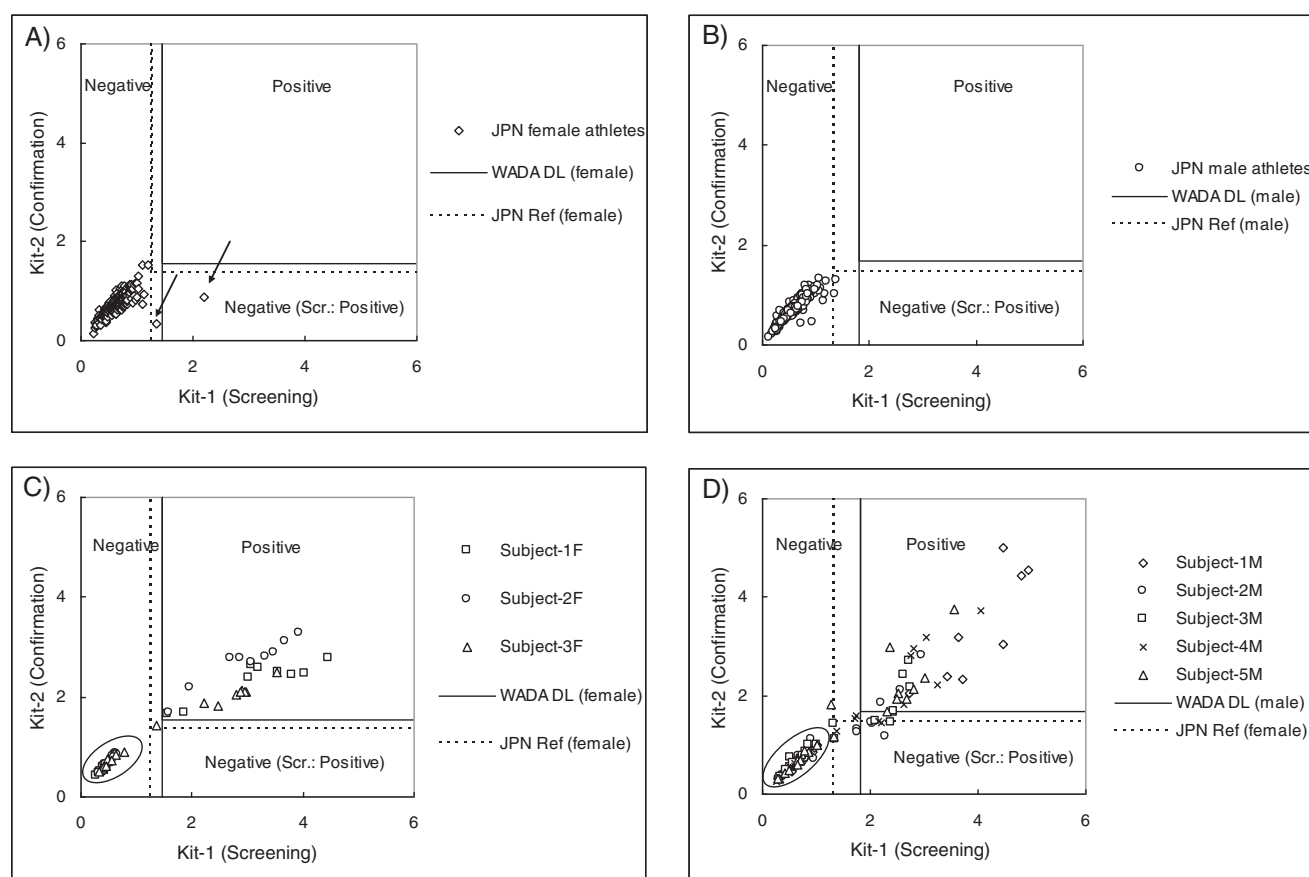 A)
6
4
2
0
Kit-2 (Confirmation)
Negative
Positive
Negative (Scr.: Positive)
0 2 4 6
Kit-1 (Screening)
JPN female athletes
WADA DL (female)
JPN Ref (female)
B)
6
4
2
0
Kit-2 (Confirmation)
Negative
Positive
Negative (Scr.: Positive)
0 2 4 6
Kit-1 (Screening)
JPN male athletes
WADA DL (male)
JPN Ref (male)
C)
6
4
2
0
Kit-2 (Confirmation)
Negative
Positive
Negative (Scr.: Positive)
0 2 4 6
Kit-1 (Screening)
Subject-1F
Subject-2F
Subject-3F
WADA DL (female)
JPN Ref (female)
D)
6
4
2
0
Kit-2 (Confirmation)
Negative
Positive
Negative (Scr.: Positive)
0 2 4 6
Kit-1 (Screening)
Subject-1M
Subject-2M
Subject-3M
Subject-4M
Subject-5M
WADA DL (male)
JPN Ref (female)